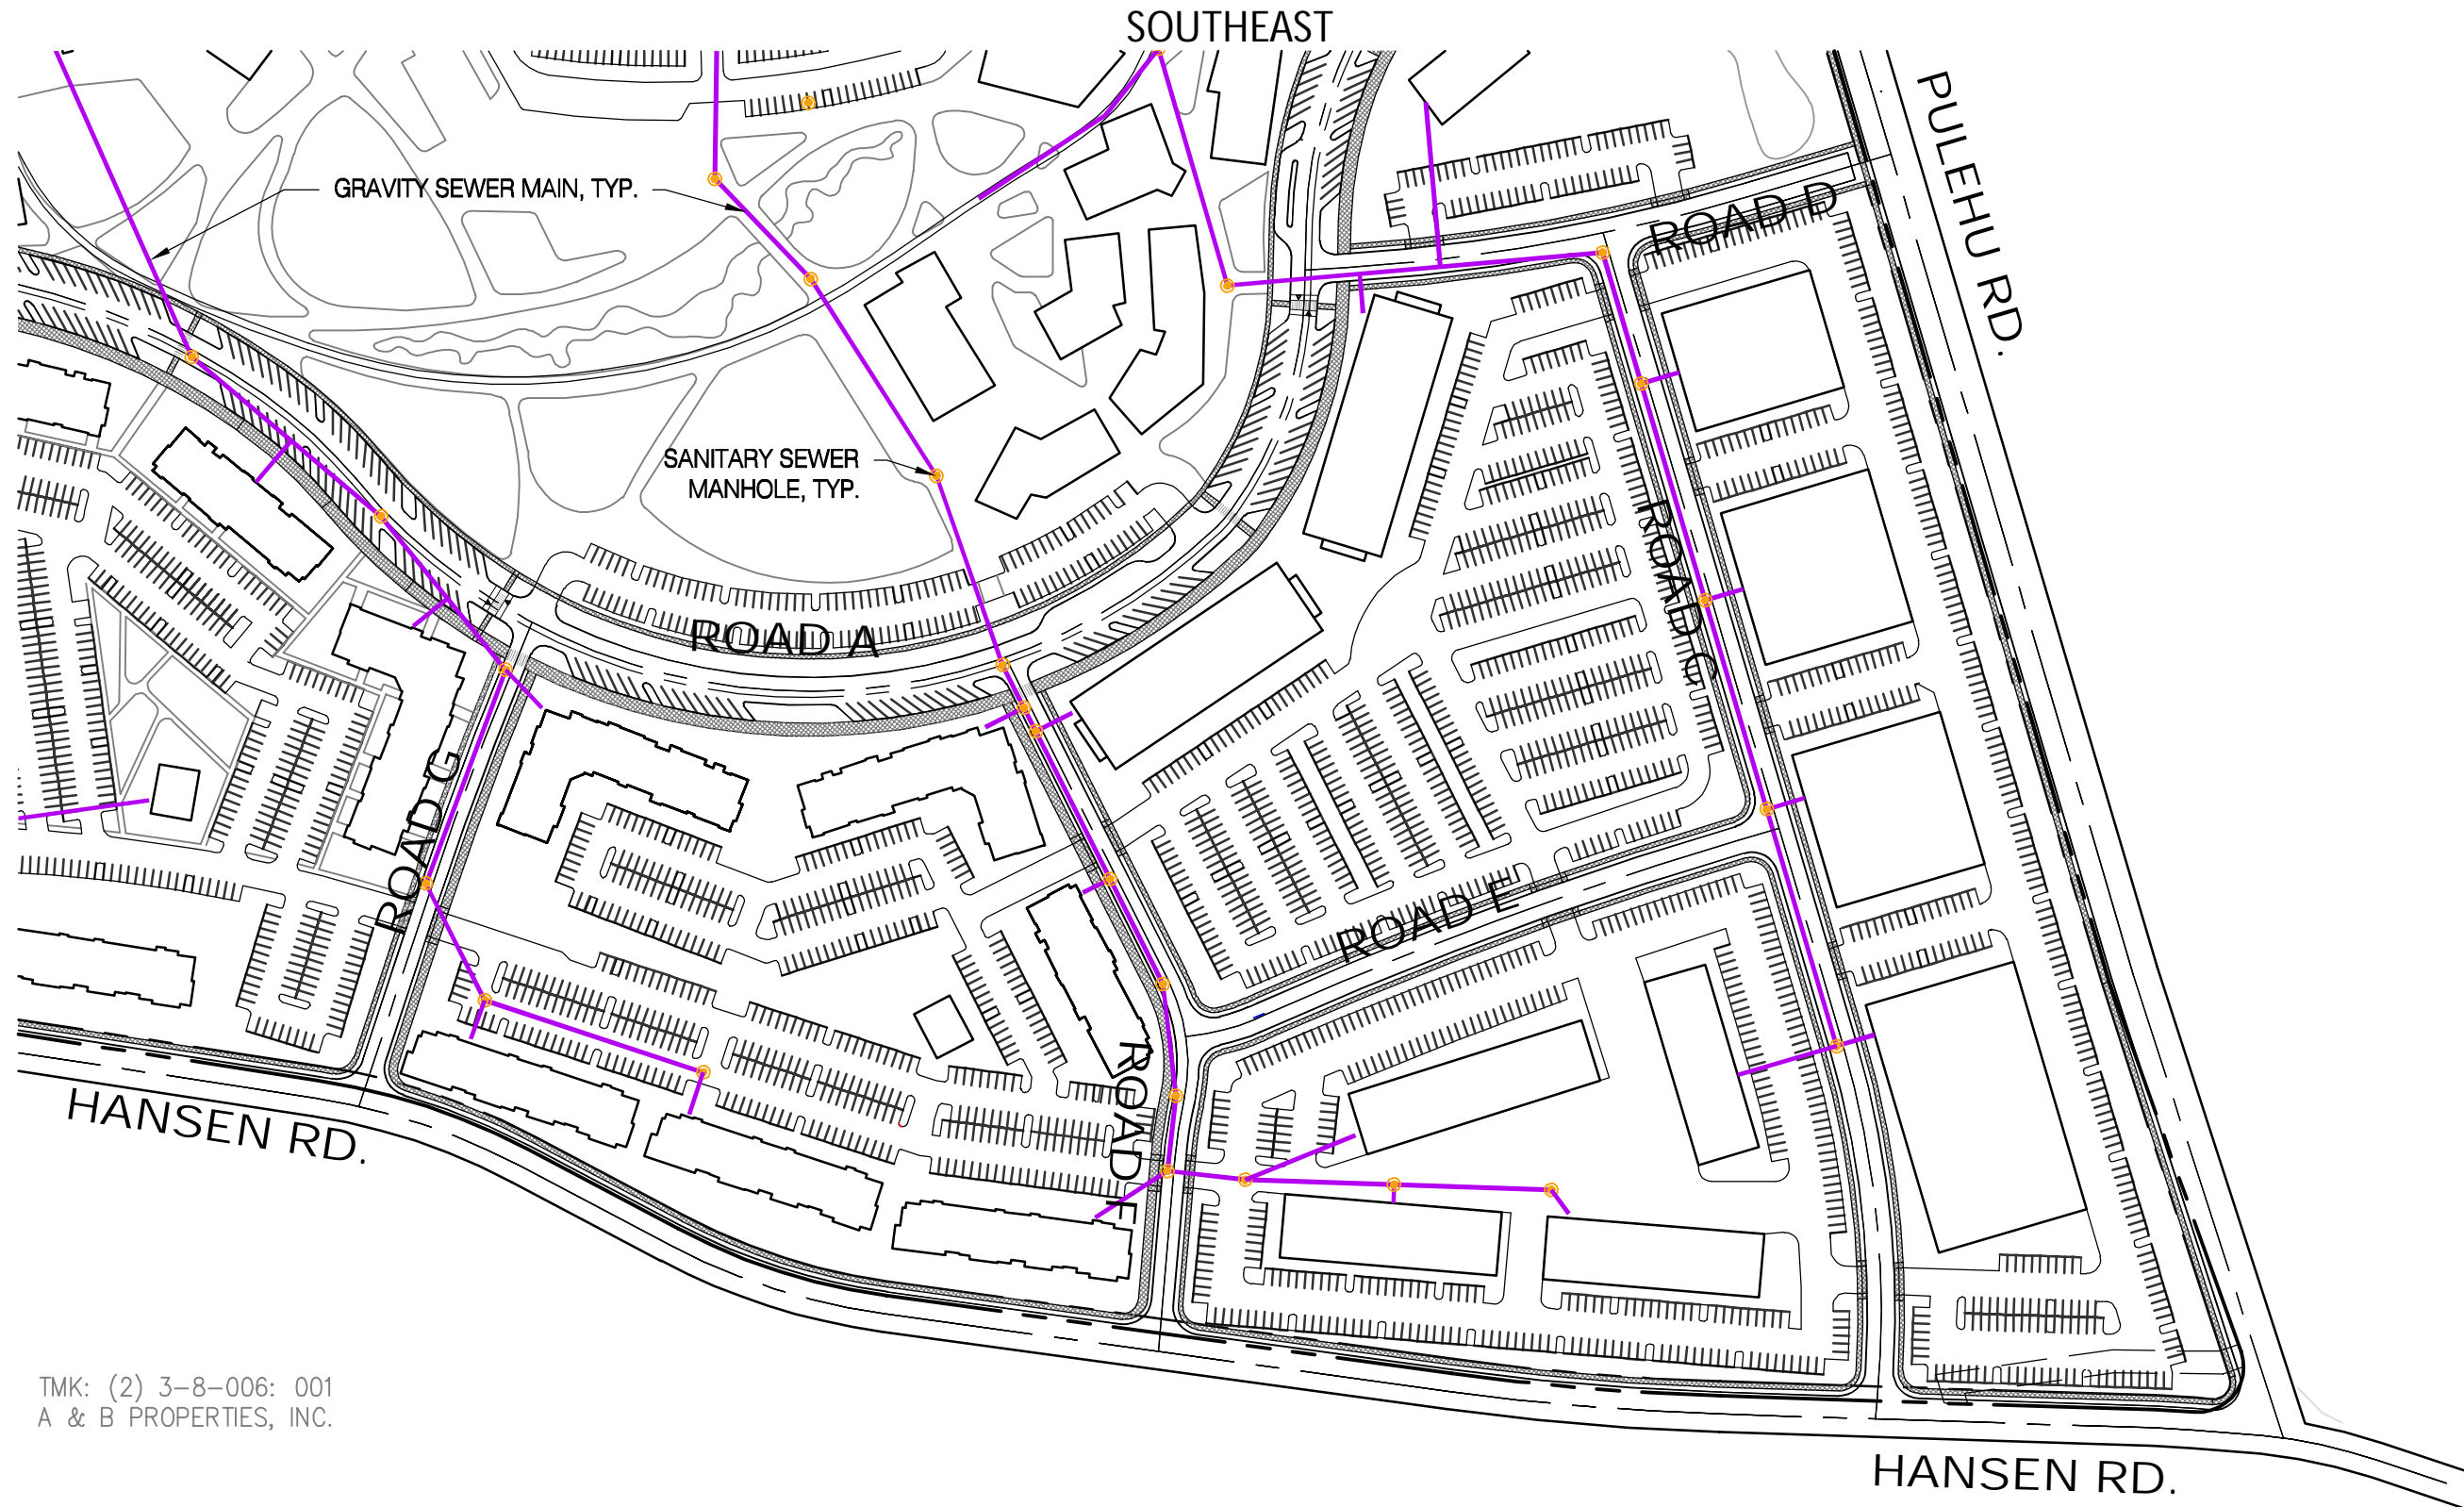 SOUTHEAST
PULEHU RD.
GRAVITY SEWER MAIN, TYP.
ROAD D
SANITARY SEWER
MANHOLE, TYP.
ROAD C
ROAD A
ROAD G
ROAD E
ROAD F
HANSEN RD.
TMK: (2) 3-8-006: 001
A & B PROPERTIES, INC.
HANSEN RD.